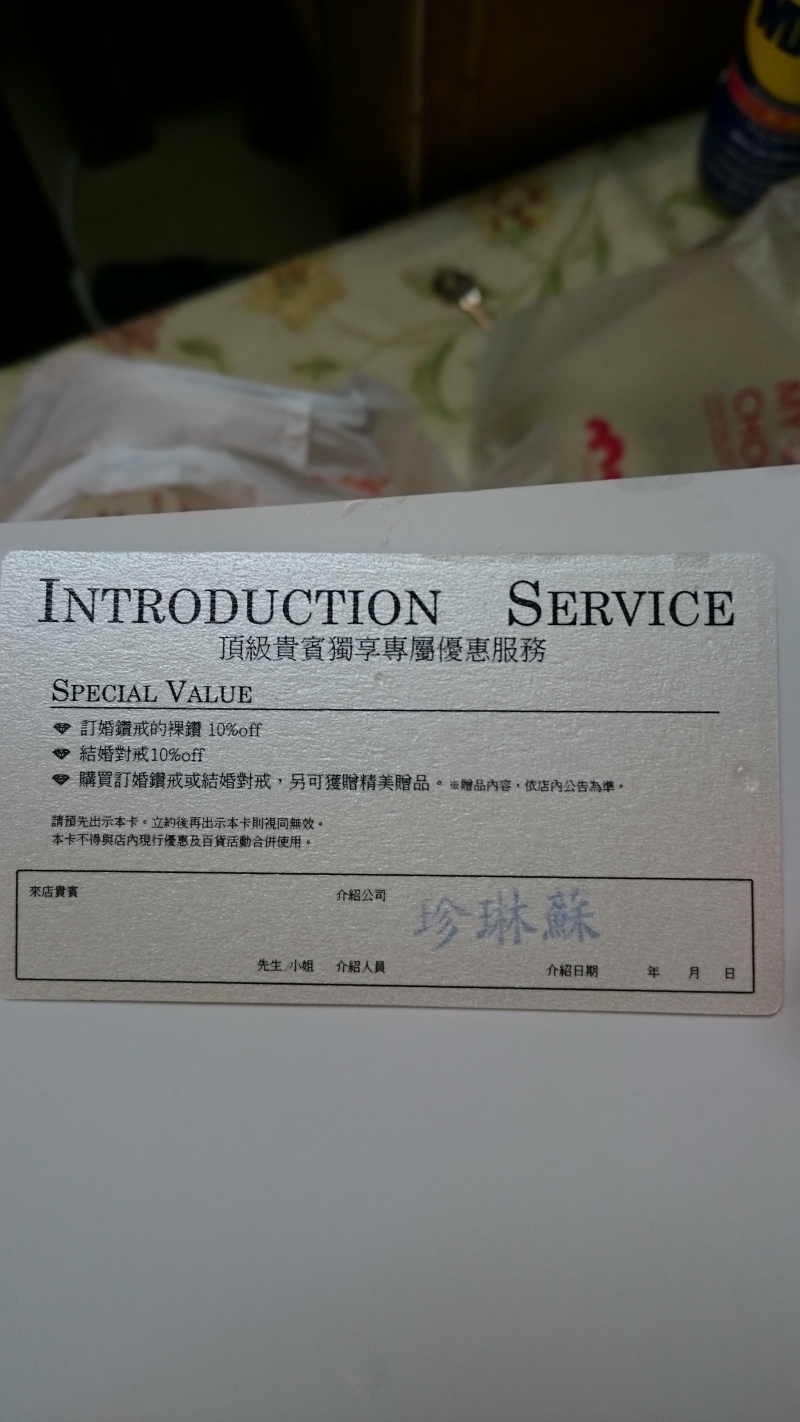 INTRODUCTION SERVICE
頂級貴賓獨享專屬優惠服務
SPECIAL VALUE
訂婚鑽戒的裸鑽 10%off
結婚對戒10%off
購買訂婚鑽戒或結婚對戒，另可獲贈精美贈品。※贈品內容，依店內公告為準。
請預先出示本卡。立約後再出示本卡則視同無效。
本卡不得與店內現行優惠及百貨活動合併使用。
來店貴賓 介紹公司 珍琳蘇
先生/小姐 介紹人員 介紹日期 年 月 日